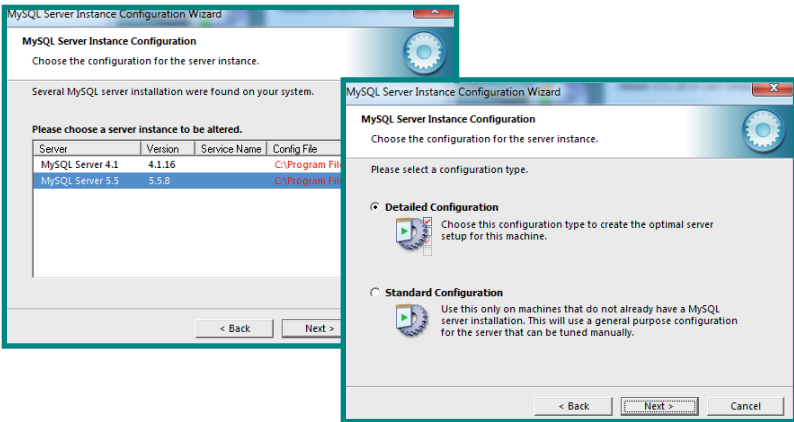 MySQL Server Instance Configuration Wizard
MySQL Server Instance Configuration
Choose the configuration for the server instance.
Several MySQL server installation were found on your system.
Please choose a server instance to be altered.
Server Version Service Name Config File
MySQL Server 4.1 4.1.16 C:\Program File
MySQL Server 5.5 5.5.8 C:\Program File
< Back Next >
MySQL Server Instance Configuration Wizard
MySQL Server Instance Configuration
Choose the configuration for the server instance.
Please select a configuration type.
Detailed Configuration
Choose this configuration type to create the optimal server
setup for this machine.
Standard Configuration
Use this only on machines that do not already have a MySQL
server installation. This will use a general purpose configuration
for the server that can be tuned manually.
< Back Next > Cancel